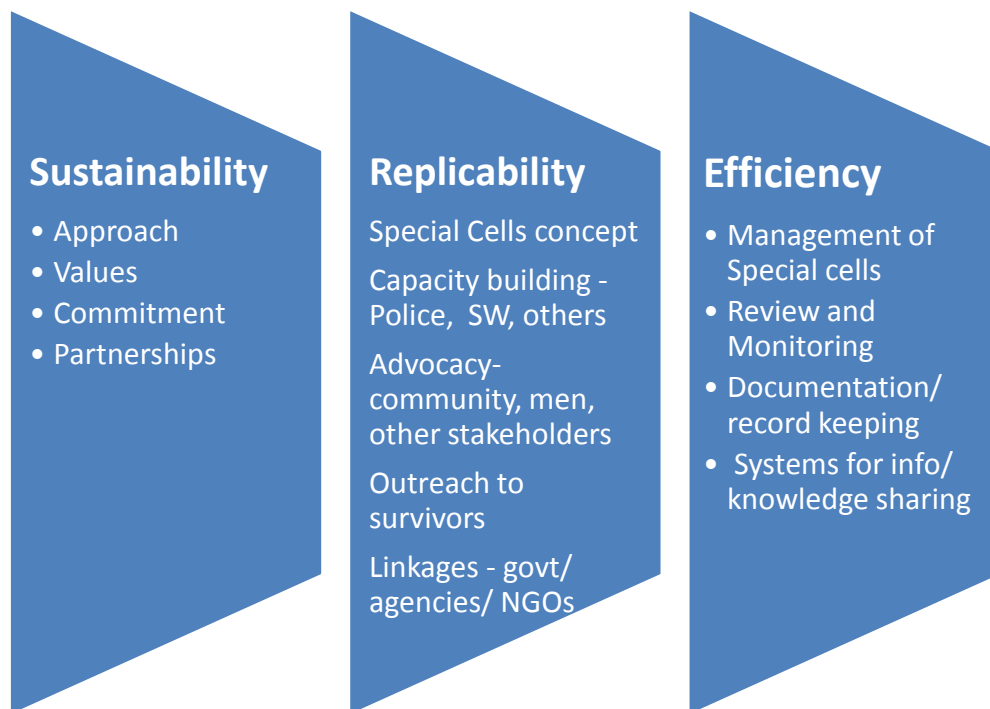 Sustainability
• Approach
• Values
• Commitment
• Partnerships
Replicability
Special Cells concept
Capacity building -
Police,  SW, others
Advocacy-
community, men,
other stakeholders
Outreach to
survivors
Linkages - govt/
agencies/ NGOs
Efficiency
• Management of
Special cells
• Review and
Monitoring
• Documentation/
record keeping
•  Systems for info/
knowledge sharing